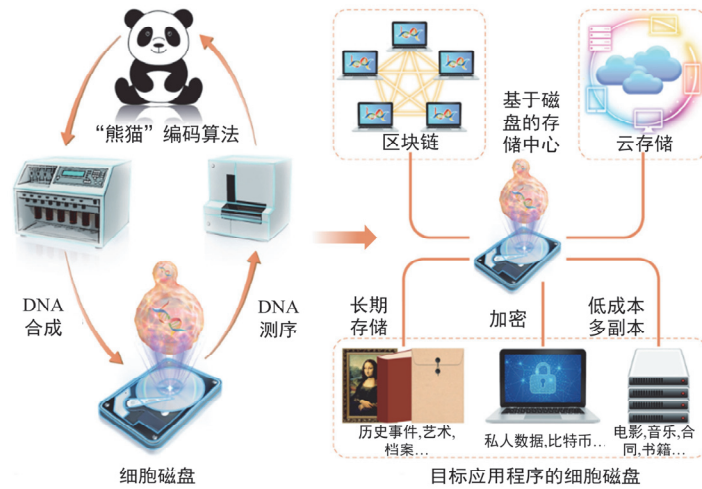 “熊猫”编码算法
DNA
合成
DNA
测序
细胞磁盘
区块链
基于磁
盘的存
储中心
云存储
长期
存储
加密
低成本
多副本
历史事件,艺术,
档案…
私人数据,比特币…
电影,音乐,合
同,书籍…
目标应用程序的细胞磁盘